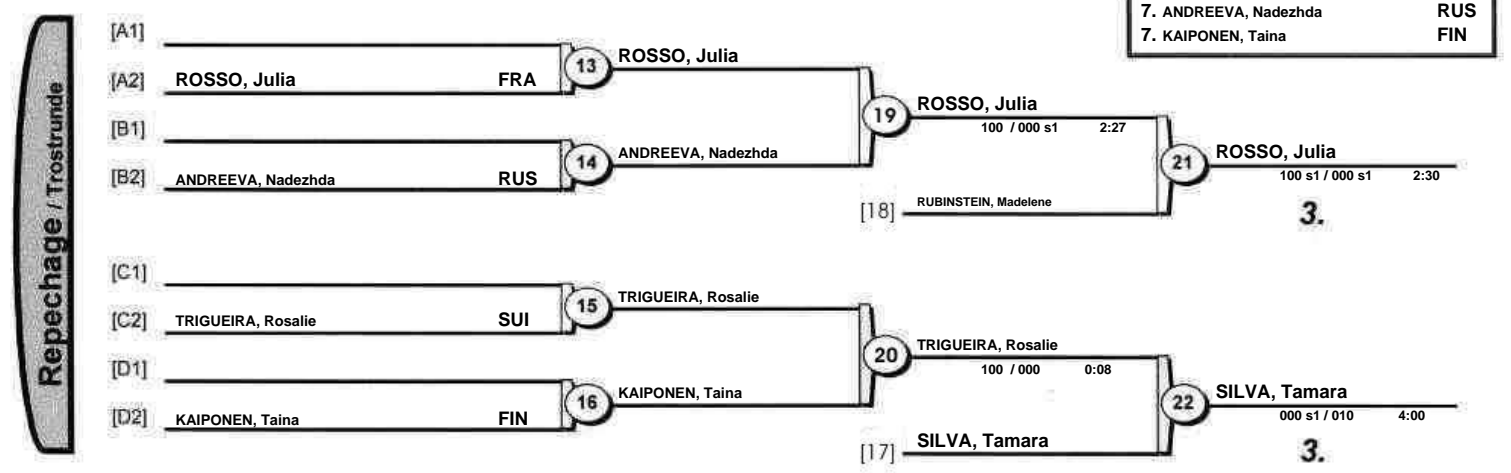 7. ANDREEVA, Nadezhda RUS
7. KAIPONEN, Taina FIN
Repechage / Trostrunde
[A1]
[A2] ROSSO, Julia FRA
13 ROSSO, Julia
[B1]
[B2] ANDREEVA, Nadezhda RUS
14 ANDREEVA, Nadezhda
19 ROSSO, Julia
100 / 000 s1 2:27
[18] RUBINSTEIN, Madelene
21 ROSSO, Julia
100 s1 / 000 s1 2:30
3.
[C1]
[C2] TRIGUEIRA, Rosalie SUI
15 TRIGUEIRA, Rosalie
[D1]
[D2] KAIPONEN, Taina FIN
16 KAIPONEN, Taina
20 TRIGUEIRA, Rosalie
100 / 000 0:08
[17] SILVA, Tamara
22 SILVA, Tamara
000 s1 / 010 4:00
3.